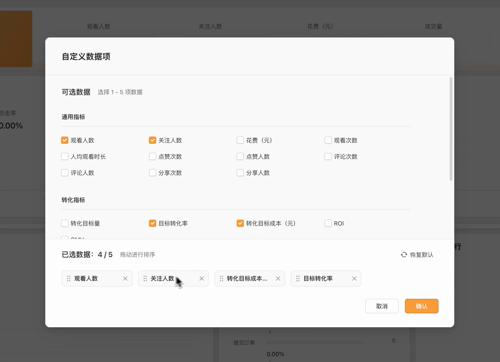 观看人数 关注人数 花费（元） 成交量
0.00%
自定义数据项
可选数据 选择 1 - 5 项数据
通用指标
观看人数 关注人数 花费（元） 观看次数
人均观看时长 点赞次数 点赞人数 评论次数
评论人数 分享次数 分享人数
转化指标
转化目标量 目标转化率 转化目标成本（元） ROI
已选数据：4 / 5 拖动进行排序 恢复默认
观看人数 关注人数 转化目标成本... 目标转化率
取消 确认
0.00%